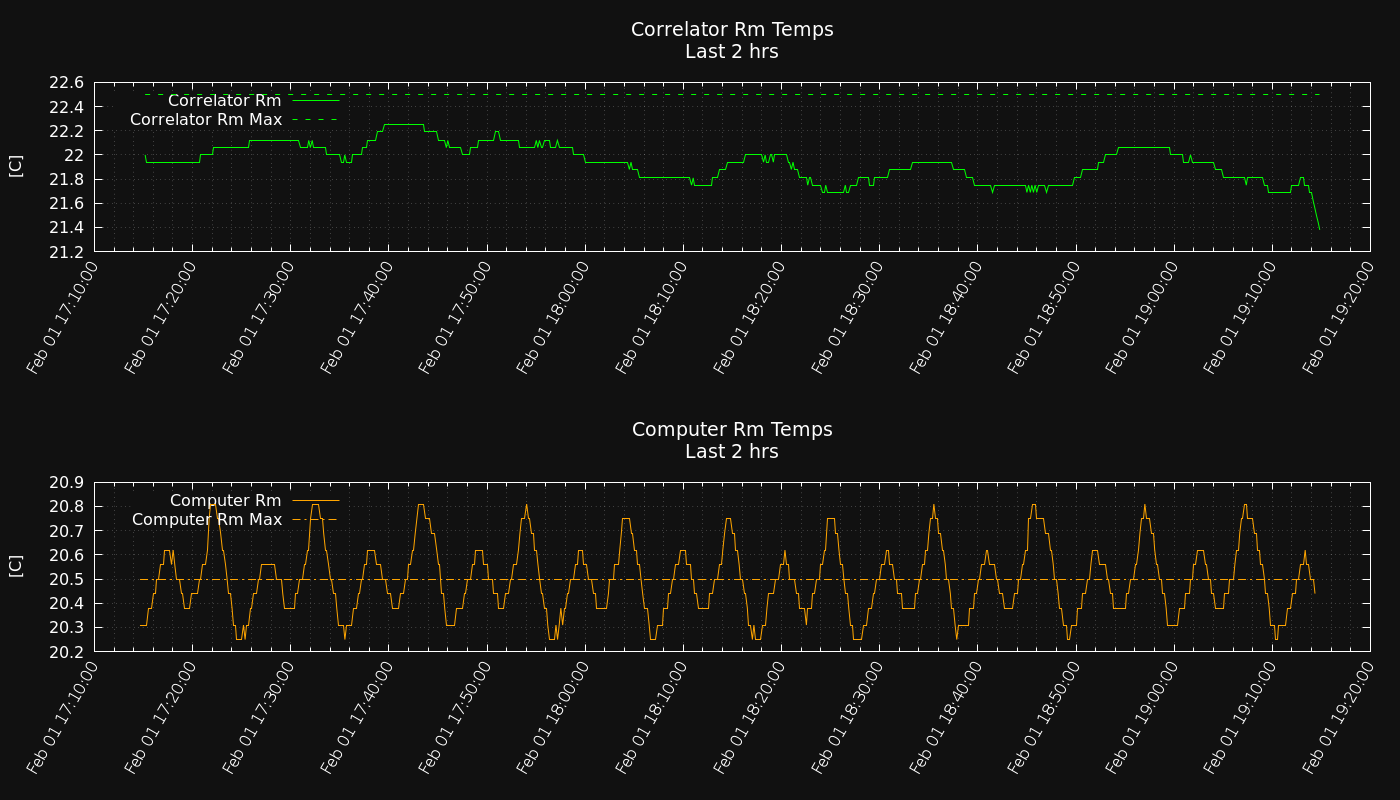 Correlator Rm Temps
Last 2 hrs
22.6
22.4
22.2
22
21.8
21.6
21.4
21.2
[C]
Correlator Rm
Correlator Rm Max
Feb 01 17:10:00
Feb 01 17:20:00
Feb 01 17:30:00
Feb 01 17:40:00
Feb 01 17:50:00
Feb 01 18:00:00
Feb 01 18:10:00
Feb 01 18:20:00
Feb 01 18:30:00
Feb 01 18:40:00
Feb 01 18:50:00
Feb 01 19:00:00
Feb 01 19:10:00
Feb 01 19:20:00
Computer Rm Temps
Last 2 hrs
20.9
20.8
20.7
20.6
20.5
20.4
20.3
20.2
[C]
Computer Rm
Computer Rm Max
Feb 01 17:10:00
Feb 01 17:20:00
Feb 01 17:30:00
Feb 01 17:40:00
Feb 01 17:50:00
Feb 01 18:00:00
Feb 01 18:10:00
Feb 01 18:20:00
Feb 01 18:30:00
Feb 01 18:40:00
Feb 01 18:50:00
Feb 01 19:00:00
Feb 01 19:10:00
Feb 01 19:20:00